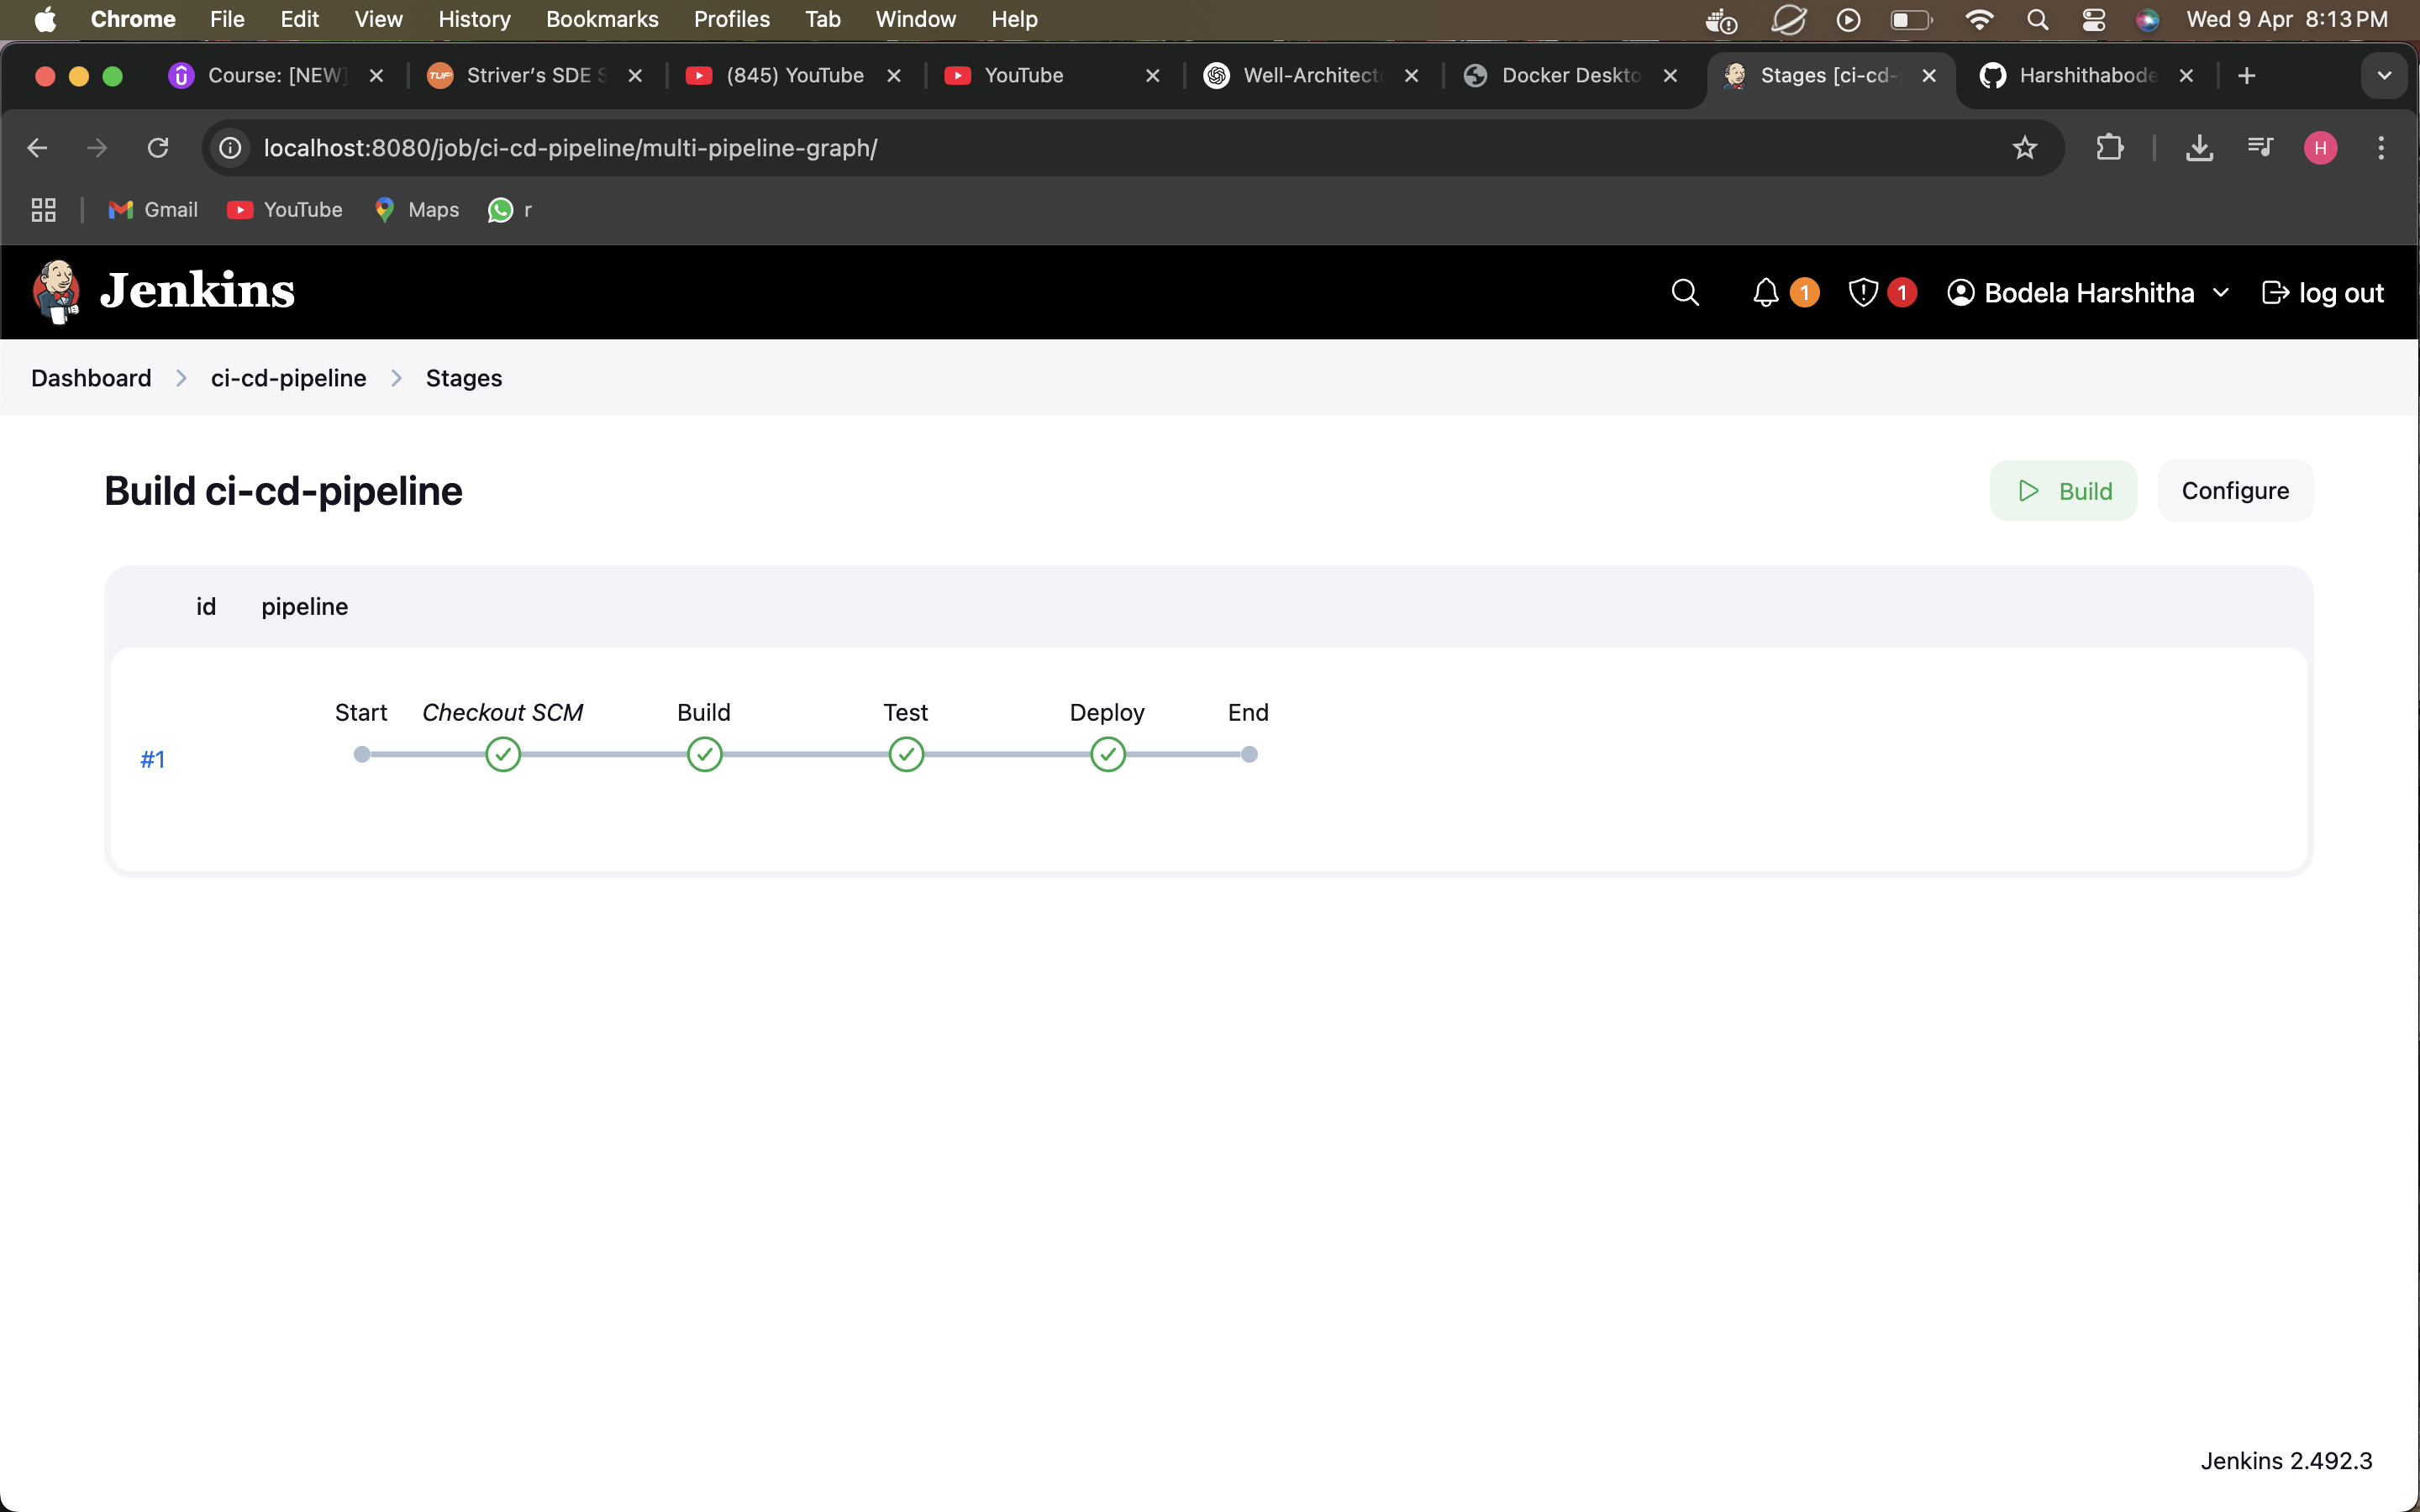 Chrome File Edit View History Bookmarks Profiles Tab Window Help Wed 9 Apr 8:13 PM
Course: [NEW] Striver's SDE S (845) YouTube YouTube Well-Architect Docker Deskto Stages [ci-cd- Harshithabode
localhost:8080/job/ci-cd-pipeline/multi-pipeline-graph/ H
Gmail YouTube Maps r
Jenkins 1 1 Bodela Harshitha log out
Dashboard ci-cd-pipeline Stages
Build ci-cd-pipeline Build Configure
id pipeline
Start Checkout SCM Build Test Deploy End
#1
Jenkins 2.492.3